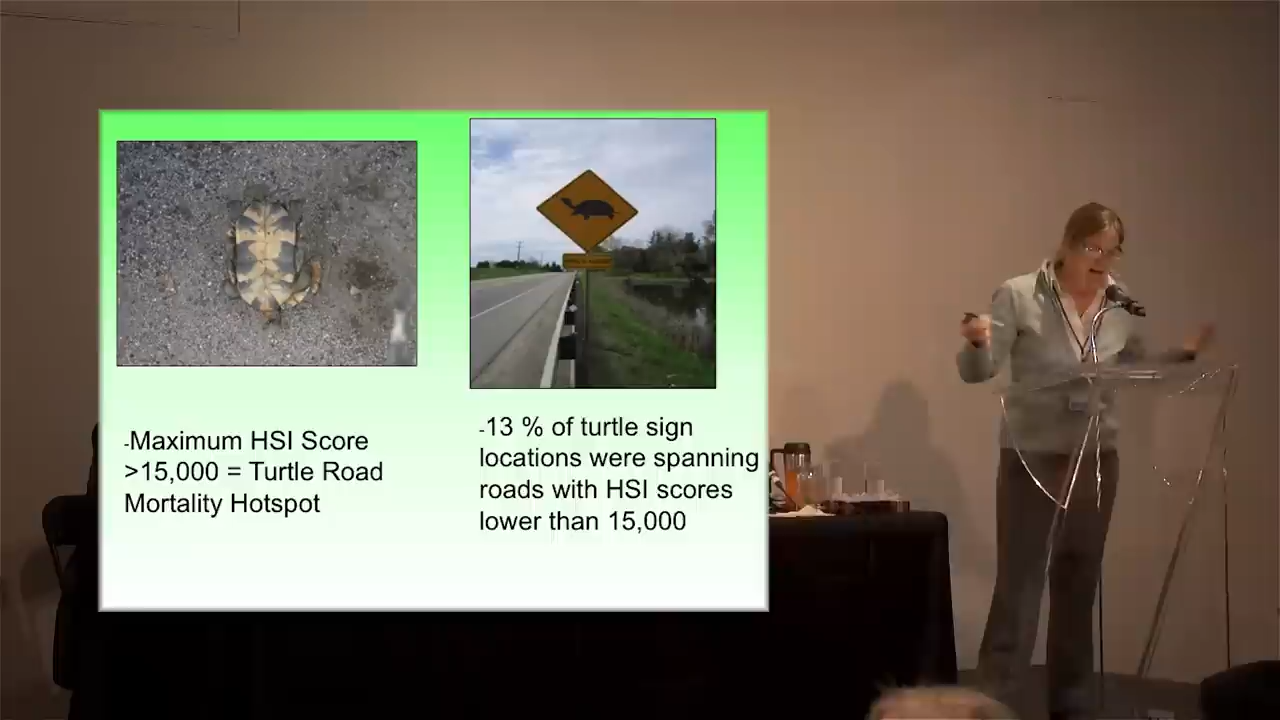 -Maximum HSI Score
>15,000 = Turtle Road
Mortality Hotspot
-13 % of turtle sign
locations were spanning
roads with HSI scores
lower than 15,000